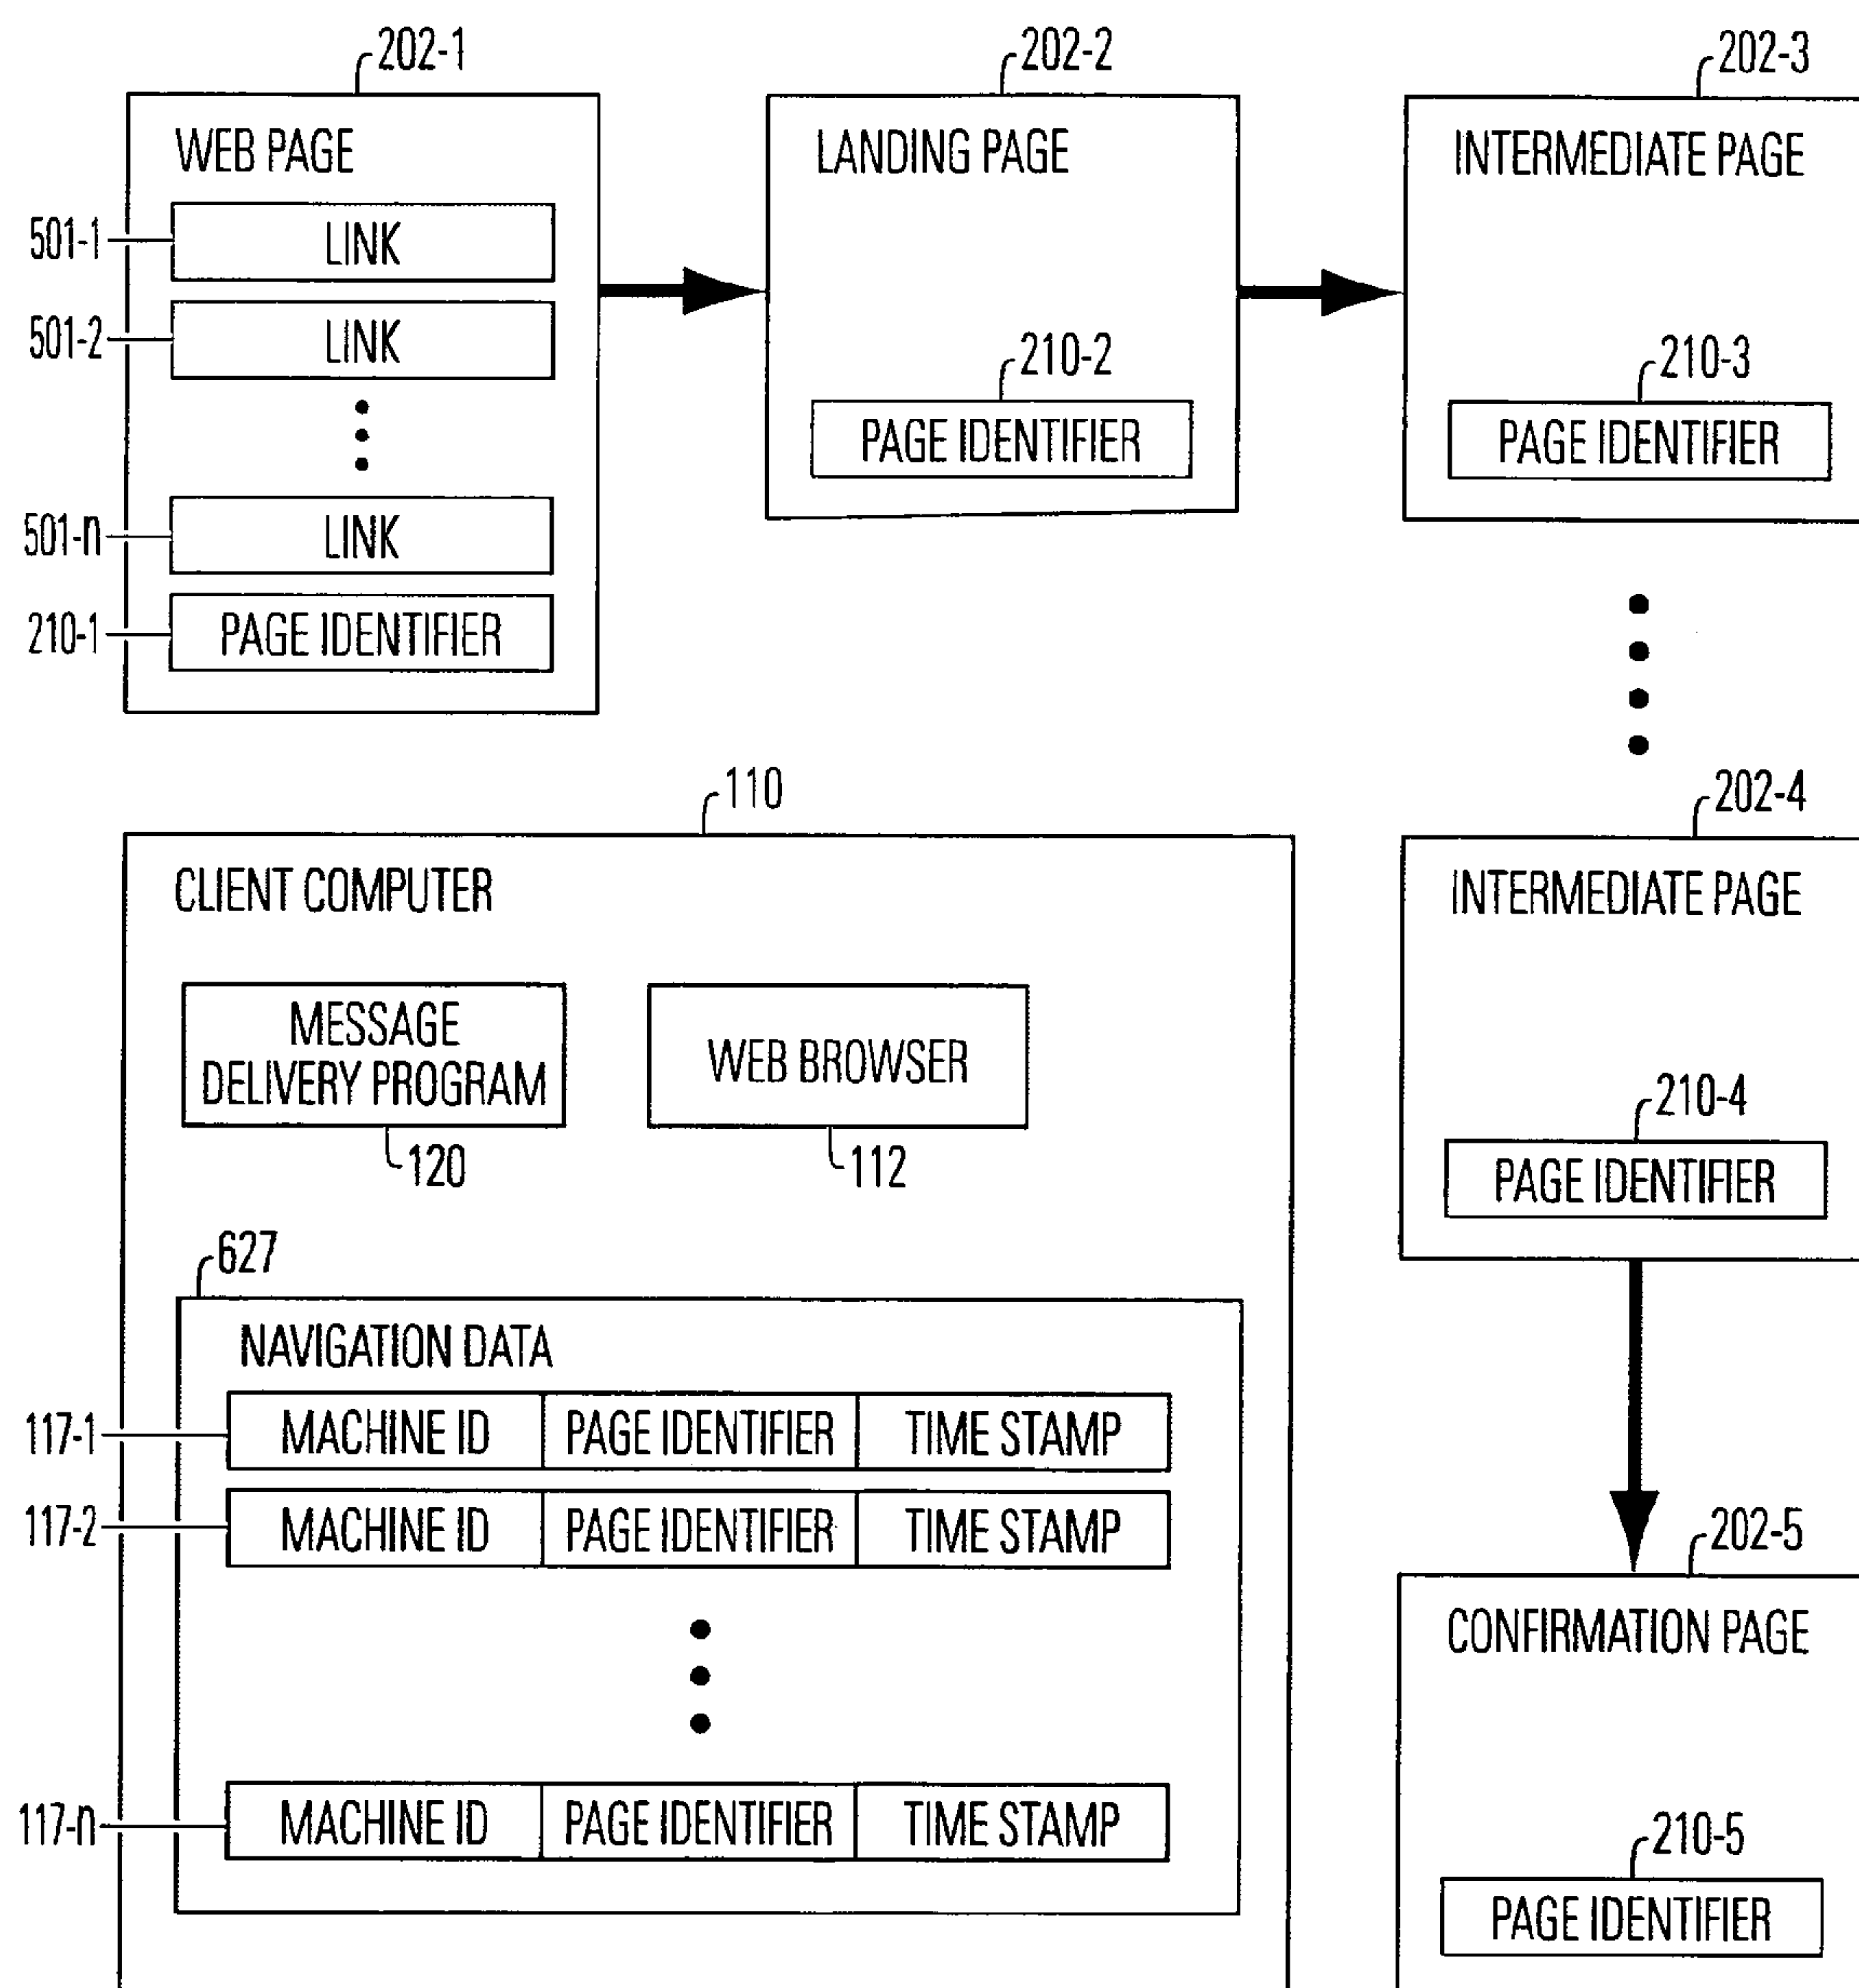 202-1
WEB PAGE
501-1
LINK
501-2
LINK
501-n
LINK
210-1
PAGE IDENTIFIER
202-2
LANDING PAGE
210-2
PAGE IDENTIFIER
202-3
INTERMEDIATE PAGE
210-3
PAGE IDENTIFIER
202-4
INTERMEDIATE PAGE
210-4
PAGE IDENTIFIER
202-5
CONFIRMATION PAGE
210-5
PAGE IDENTIFIER
110
CLIENT COMPUTER
MESSAGE
DELIVERY PROGRAM
120
WEB BROWSER
112
627
NAVIGATION DATA
117-1
MACHINE ID PAGE IDENTIFIER TIME STAMP
117-2
MACHINE ID PAGE IDENTIFIER TIME STAMP
117-n
MACHINE ID PAGE IDENTIFIER TIME STAMP